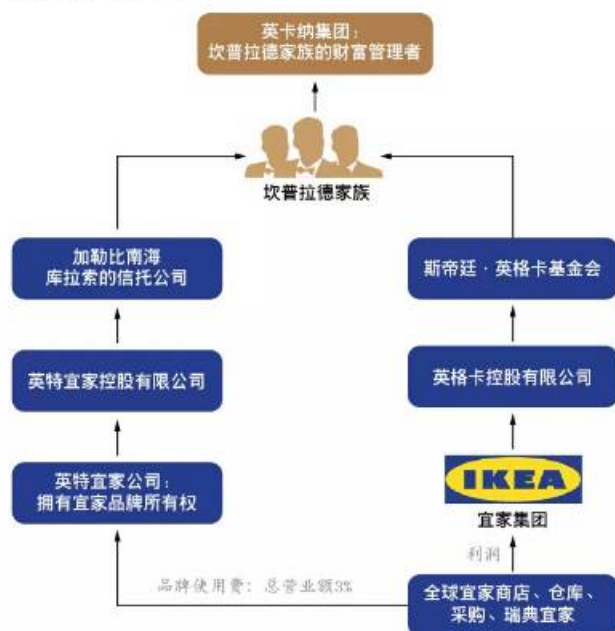 英卡纳集团：
坎普拉德家族的财富管理者
坎普拉德家族
加勒比南海
库拉索的信托公司
斯帝廷·英格卡基金会
英特宜家控股有限公司
英格卡控股有限公司
英特宜家公司：
拥有宜家品牌所有权
IKEA
宜家集团
利润
品牌使用费：总营业额3%
全球宜家商店、仓库、
采购、瑞典宜家